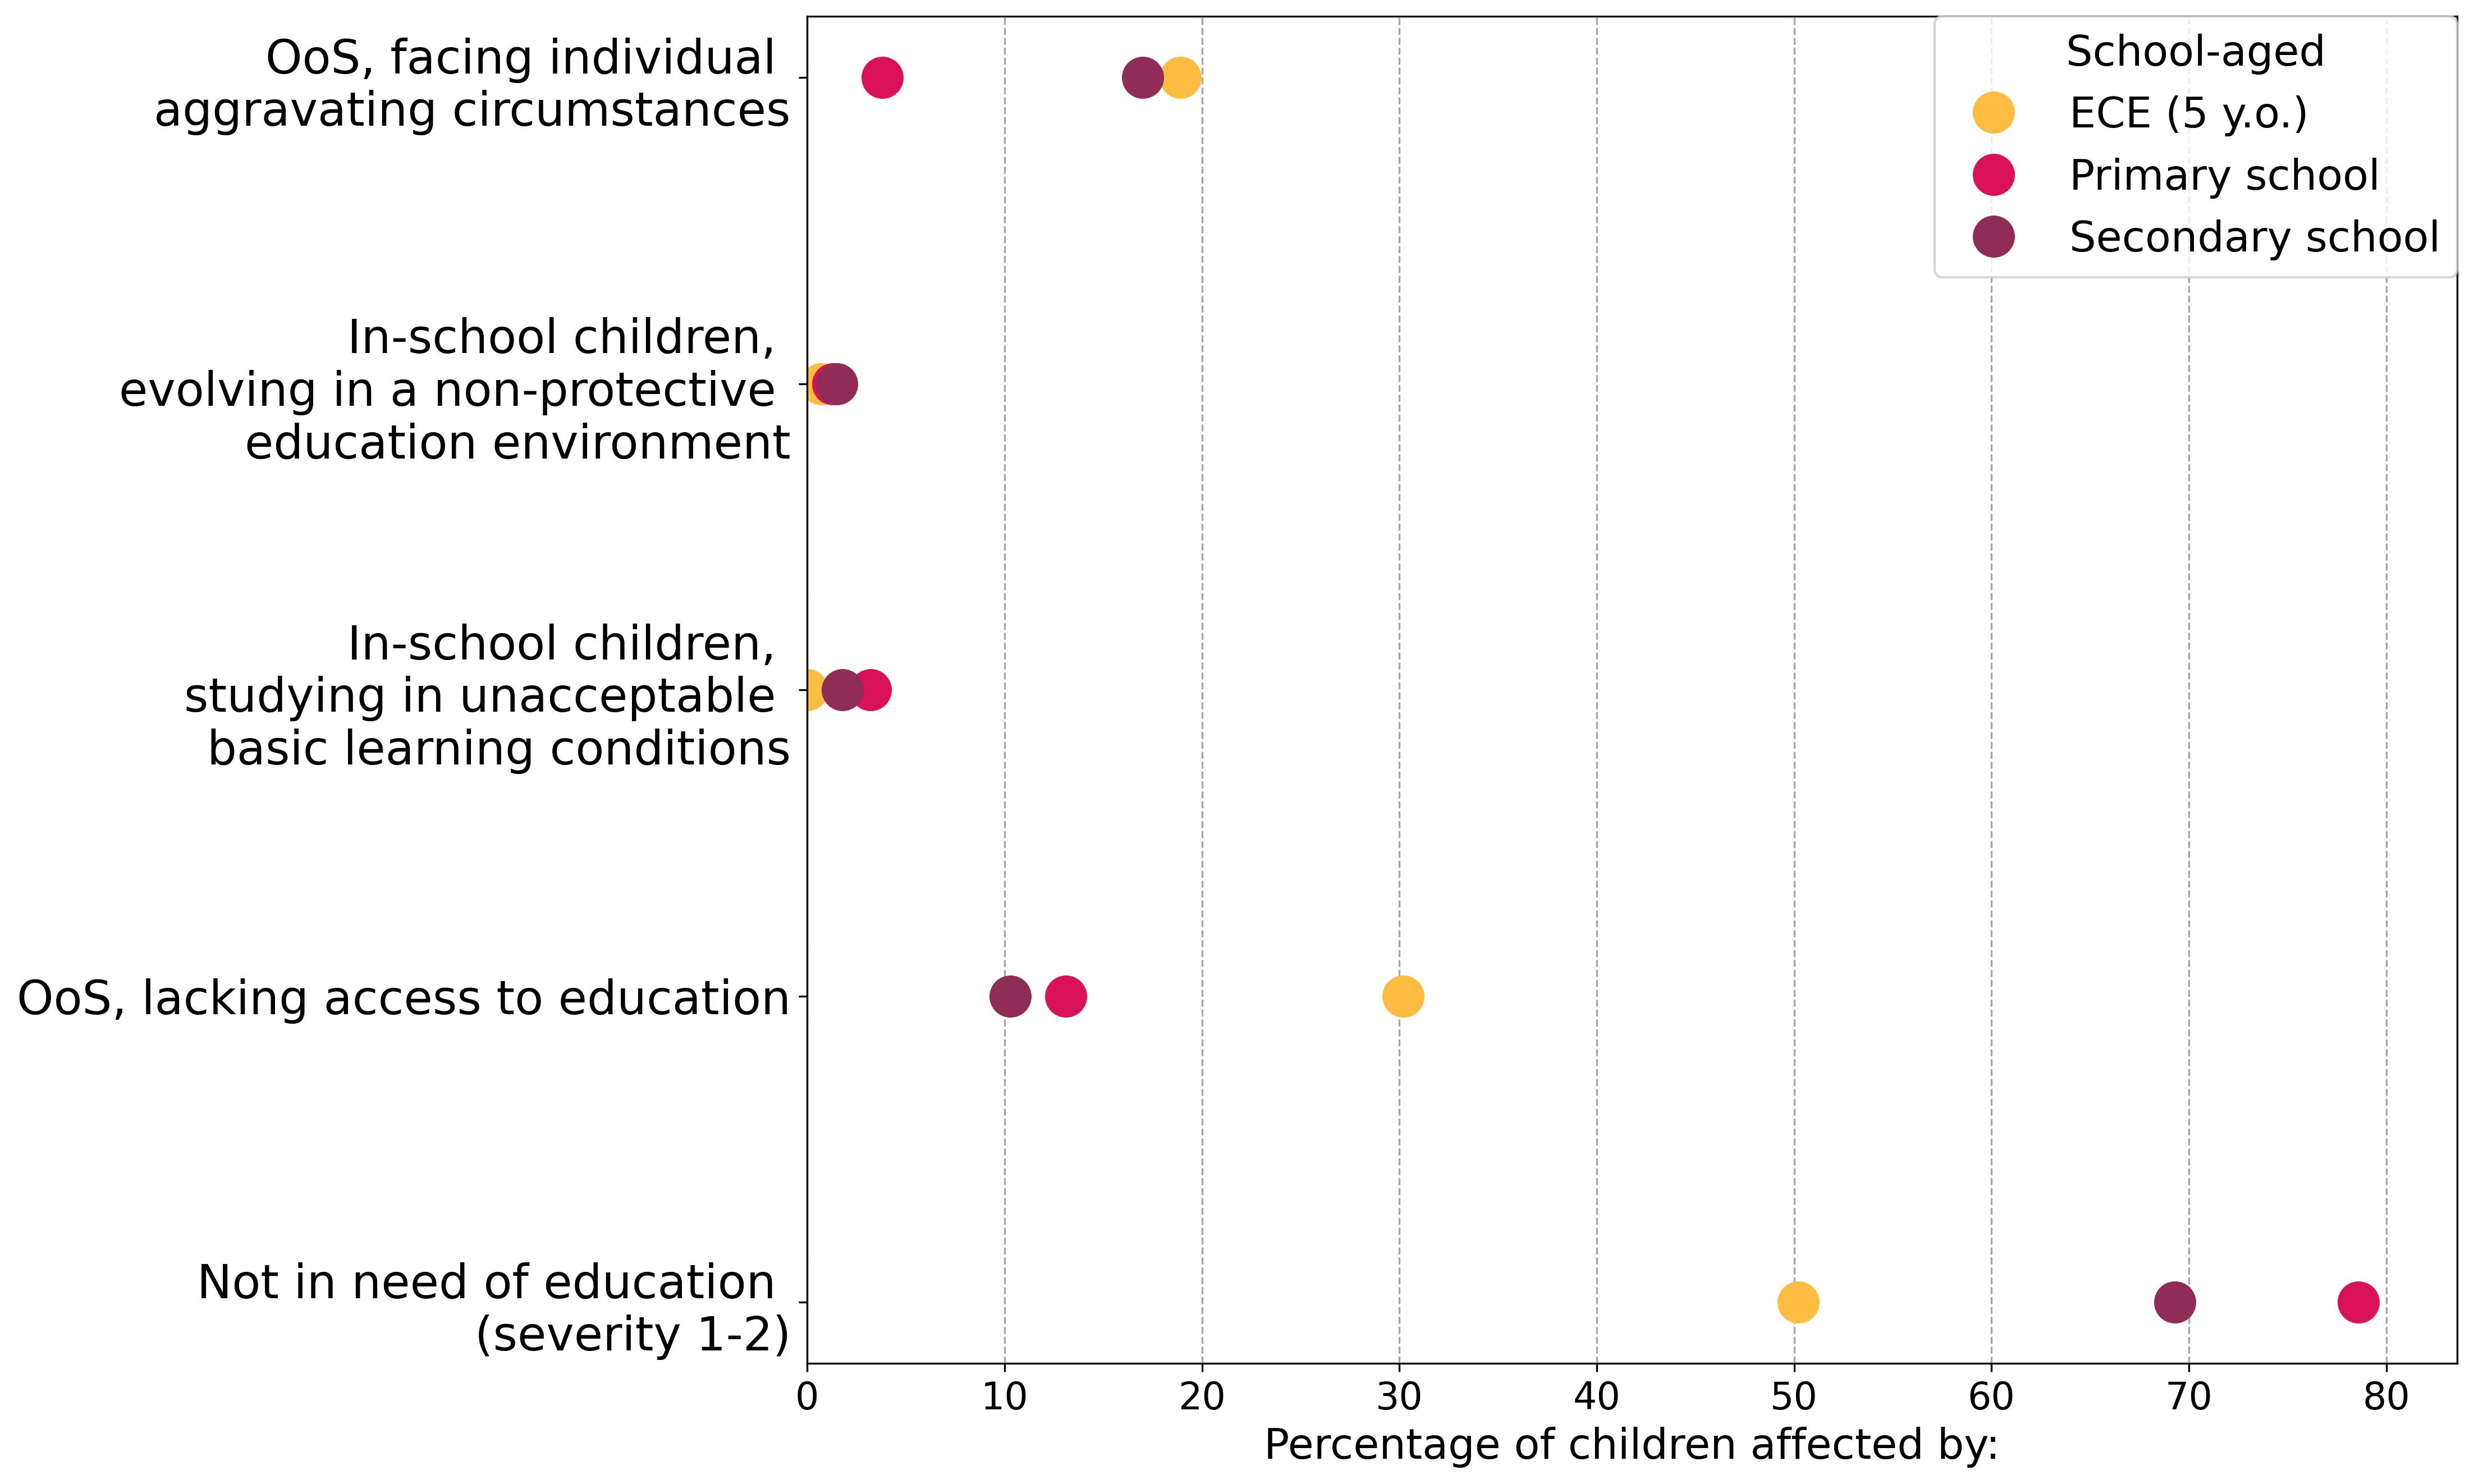 OoS, facing individual
aggravating circumstances
In-school children,
evolving in a non-protective
education environment
In-school children,
studying in unacceptable
basic learning conditions
OoS, lacking access to education
Not in need of education
(severity 1-2)
School-aged
ECE (5 y.o.)
Primary school
Secondary school
0 10 20 30 40 50 60 70 80
Percentage of children affected by: